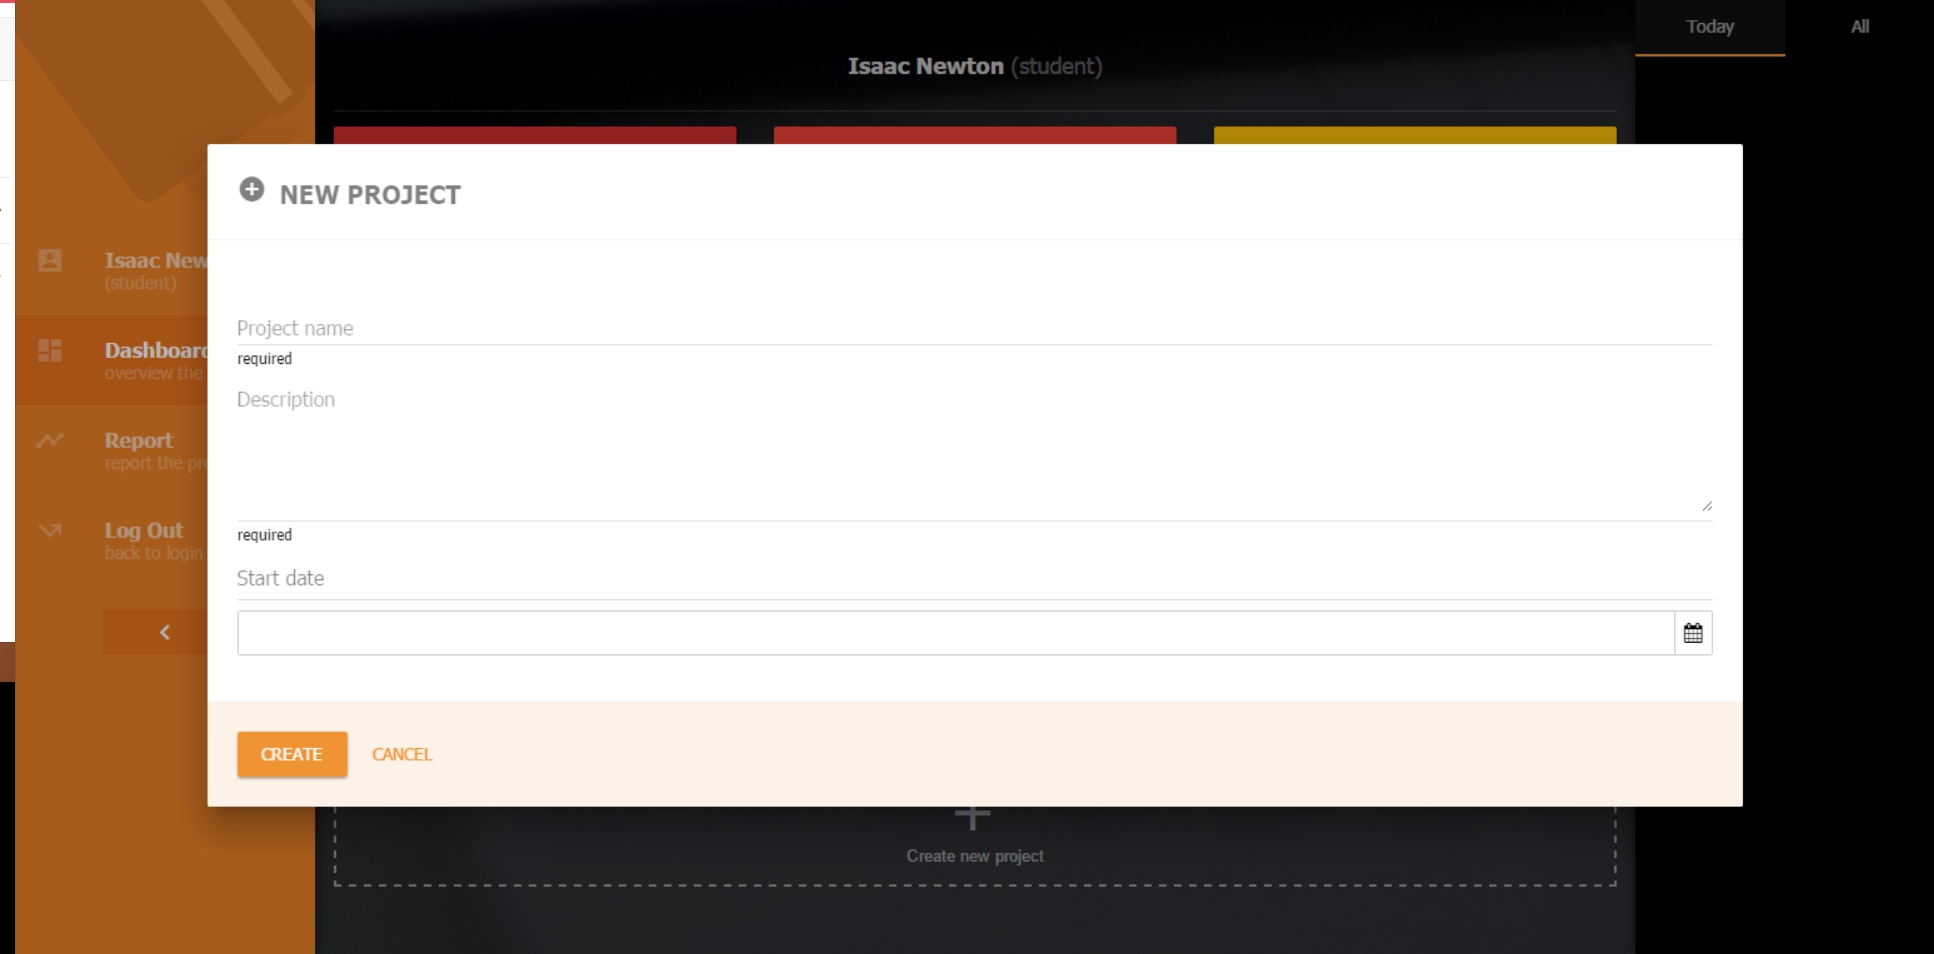 Today
All
Isaac Newton (student)
NEW PROJECT
Isaac New
(student)
Project name
required
Dashboard
overview the
Description
Report
report the pr
Log Out
back to login
required
Start date
CREATE
CANCEL
Create new project